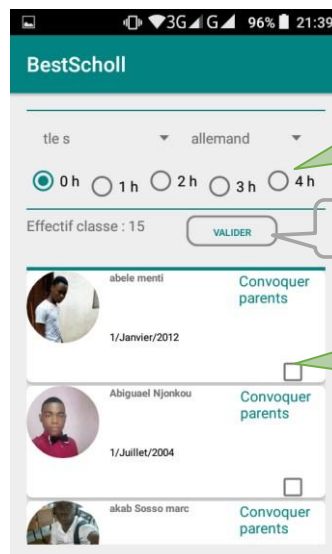 3G G 96% 21:39
BestScholl
tle s allemand
0 h 1 h 2 h 3 h 4 h
Effectif classe : 15 VALIDER
abele menti Convoquer
parents
1/Janvier/2012
Abiguael Njonkou Convoquer
parents
1/Juillet/2004
akab Sosso marc Convoquer
parents